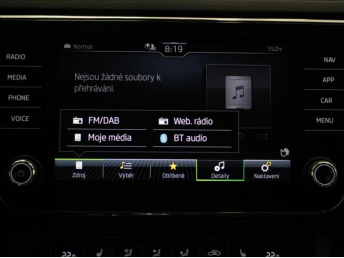 RADIO
MEDIA
PHONE
VOICE
Normal
8:19
15.0
NAV
APP
CAR
MENU
Nejsou žádné soubory k
přehrávání.
FM/DAB
Web. rádio
Moje média
BT audio
Zdroj
Výběr
Oblíbené
Detaily
Nastavení